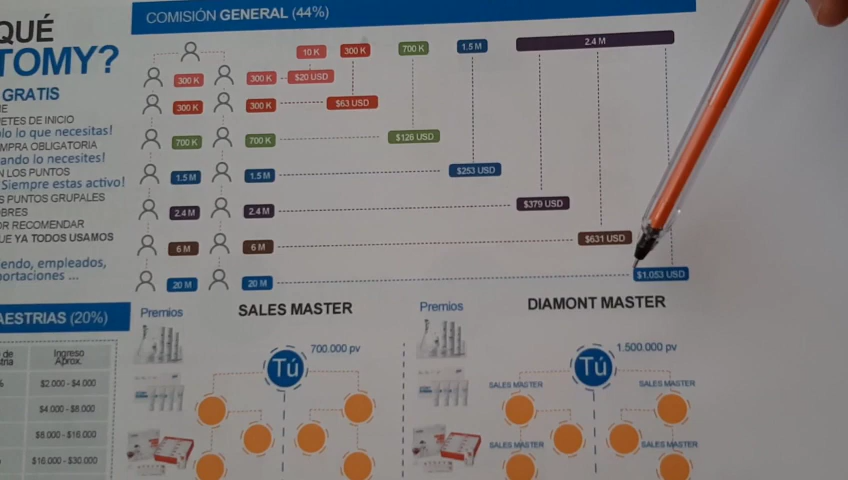 QUÉ
TOMY?
GRATIS
ETES DE INICIO
lo lo que necesitas!
MPRA OBLIGATORIA
ando lo necesites!
N LOS PUNTOS
Siempre estas activo!
S PUNTOS GRUPALES
OBRES
OR RECOMENDAR
UE YA TODOS USAMOS
endo, empleados,
portaciones ...
COMISIÓN GENERAL (44%)
10 K 300 K 700 K 1.5 M 2.4 M
300 K 300 K $20 USD
300 K 300 K $63 USD
700 K 700 K $126 USD
1.5 M 1.5 M $253 USD
2.4 M 2.4 M $379 USD
6 M 6 M $631 USD
20 M 20 M $1,053 USD
AESTRIAS (20%)
de
Ingreso
Aprox.
$2.000 - $4.000
$4.000 - $8.000
$8.000 - $16.000
$16.000 - $30.000
Premios
SALES MASTER
700.000 pv
Tú
Premios
DIAMONT MASTER
1.500.000 pv
Tú
SALES MASTER SALES MASTER
SALES MASTER SALES MASTER